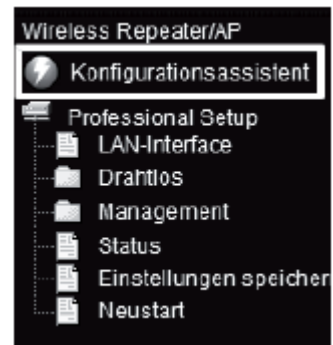 Wireless Repeater/AP
Konfigurationsassistent
Professional Setup
LAN-Interface
Drahtlos
Management
Status
Einstellungen speicher
Neustart